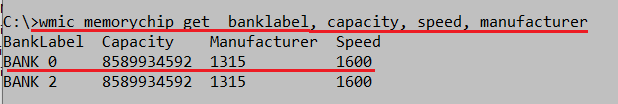 C:\>wmic memorychip get  banklabel, capacity, speed, manufacturer
BankLabel  Capacity    Manufacturer  Speed
BANK 0     8589934592  1315          1600
BANK 2     8589934592  1315          1600